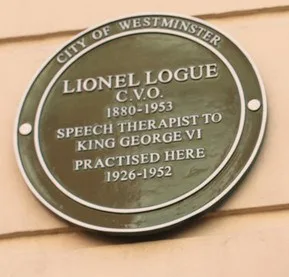 CITY OF WESTMINSTER
LIONEL LOGUE
C.V.O.
1880-1953
SPEECH THERAPIST TO
KING GEORGE VI
PRACTISED HERE
1926-1952